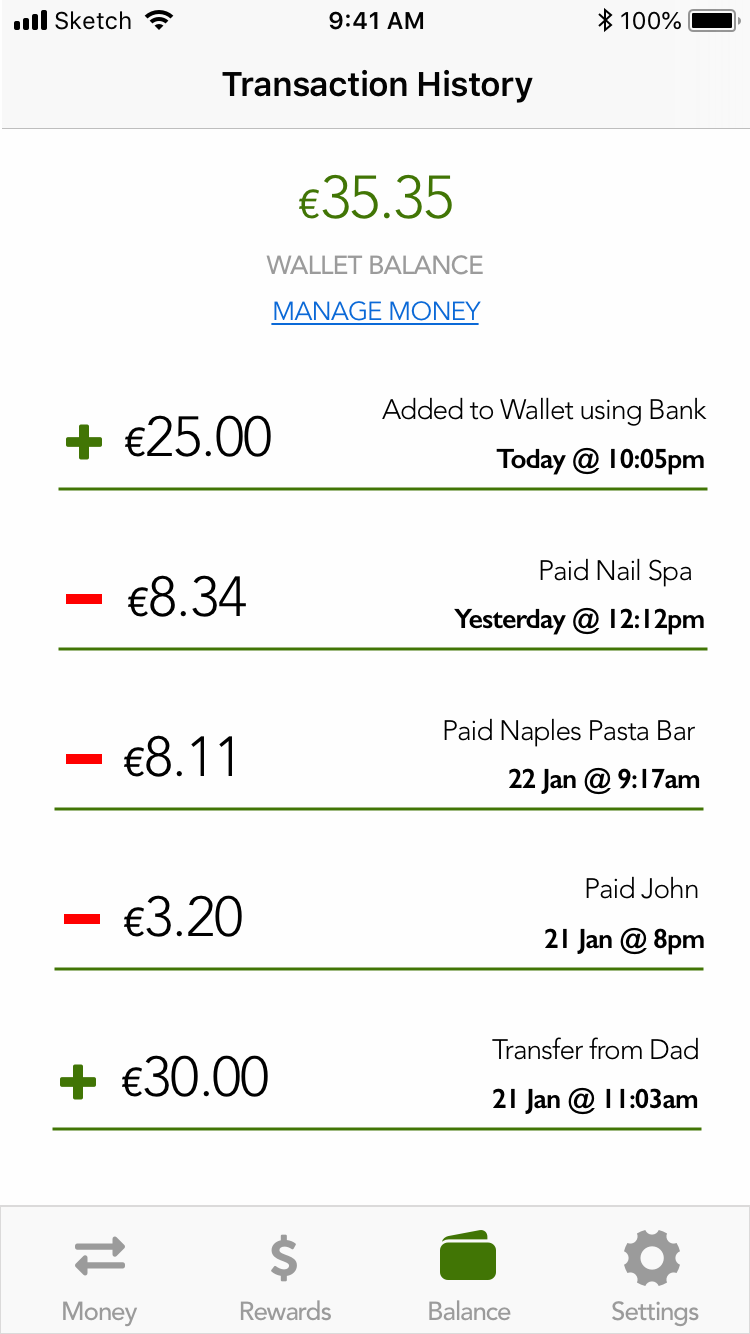 Sketch 9:41 AM 100%
Transaction History
€35.35
WALLET BALANCE
MANAGE MONEY
Added to Wallet using Bank
€25.00
Today @ 10:05pm
Paid Nail Spa
€8.34
Yesterday @ 12:12pm
Paid Naples Pasta Bar
€8.11
22 Jan @ 9:17am
Paid John
€3.20
21 Jan @ 8pm
Transfer from Dad
€30.00
21 Jan @ 11:03am
Money Rewards Balance Settings